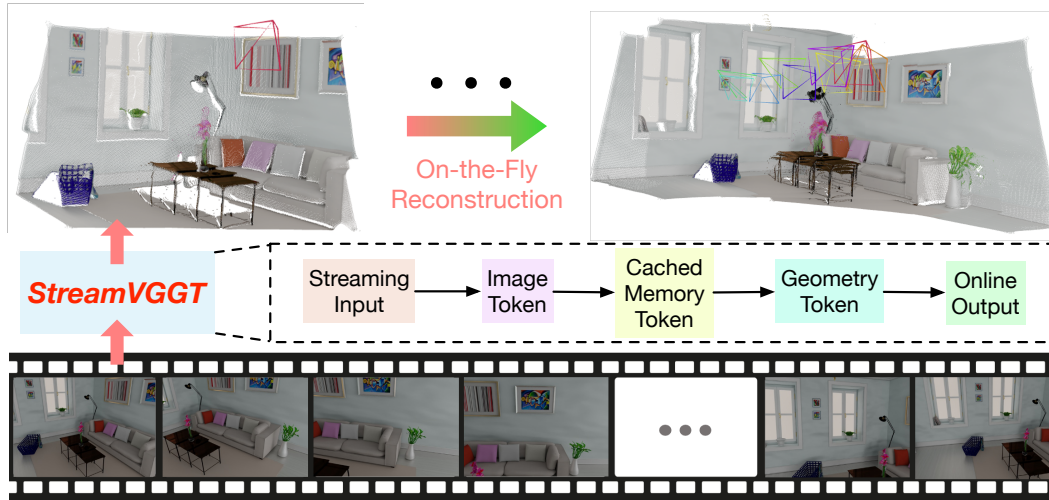 On-the-Fly
Reconstruction
StreamVGGT
Streaming
Input
Image
Token
Cached
Memory
Token
Geometry
Token
Online
Output